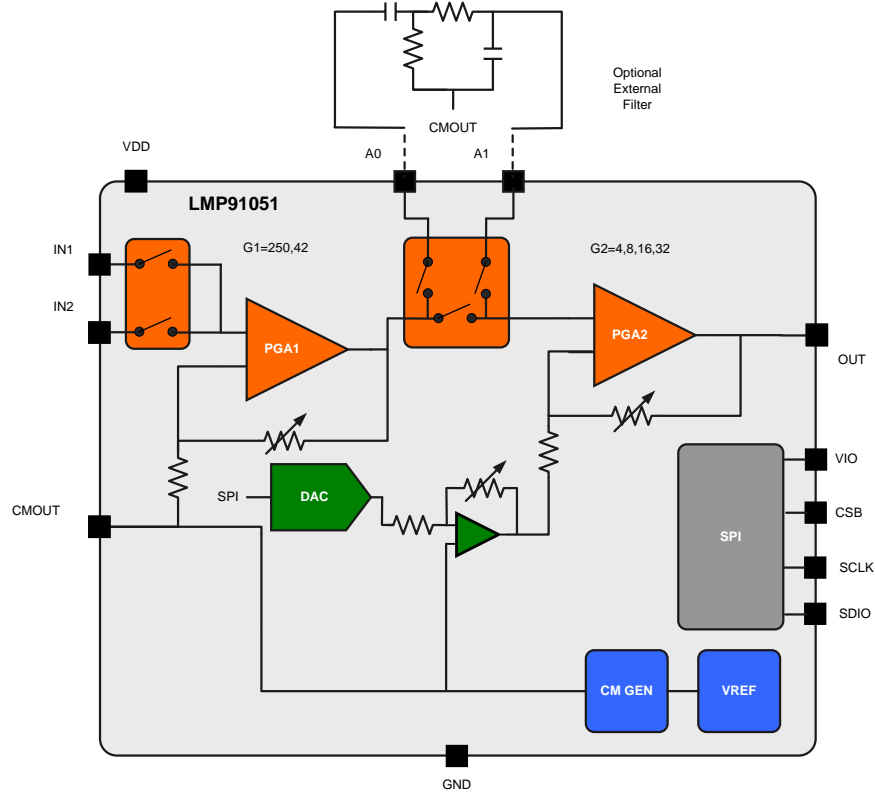 Optional
External
Filter
CMOUT
VDD
A0
A1
LMP91051
IN1
G1=250,42
G2=4,8,16,32
IN2
PGA1
PGA2
OUT
VIO
SPI
DAC
CMOUT
CSB
SPI
SCLK
SDIO
CM GEN
VREF
GND